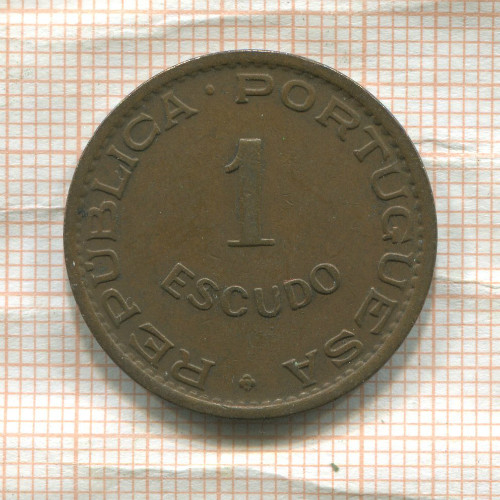 REPÚBLICA · PORTUGUESA
1
ESCUDO